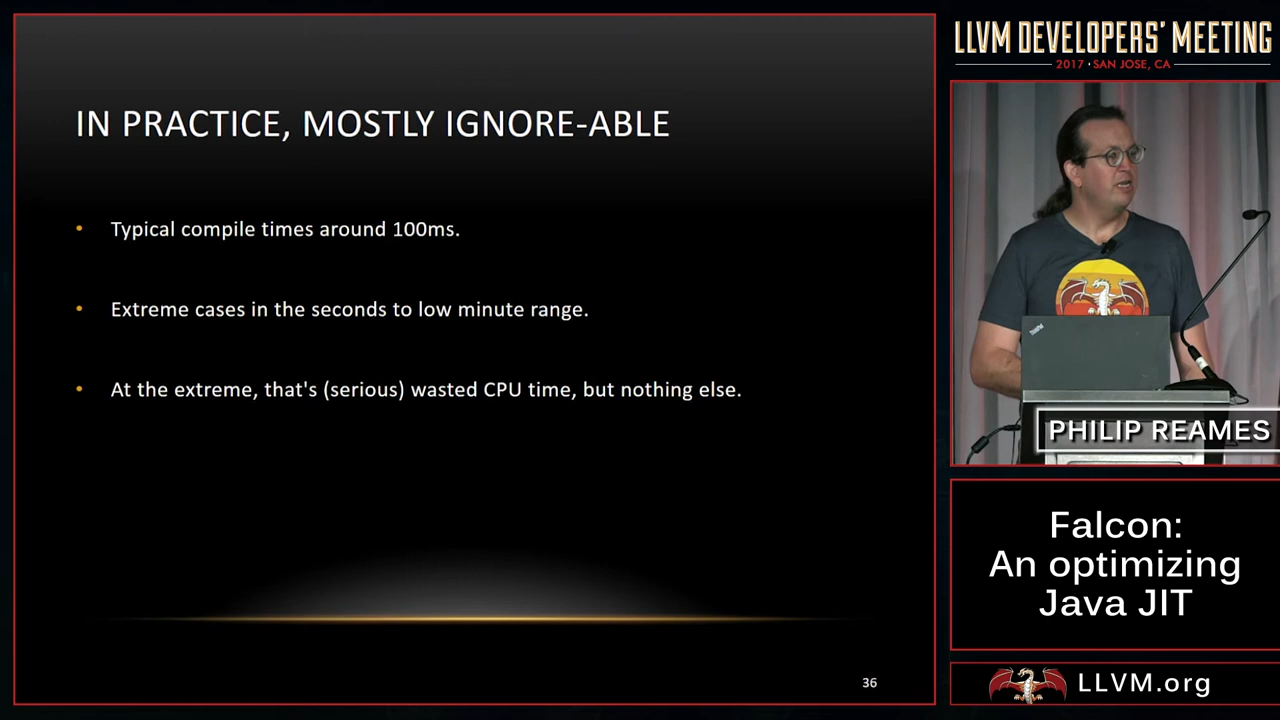 IN PRACTICE, MOSTLY IGNORE-ABLE
• Typical compile times around 100ms.
• Extreme cases in the seconds to low minute range.
• At the extreme, that's (serious) wasted CPU time, but nothing else.
36
LLVM DEVELOPERS' MEETING
2017 • SAN JOSE, CA
ThinkPad
PHILIP REAMES
Falcon:
An optimizing
Java JIT
LLVM.org